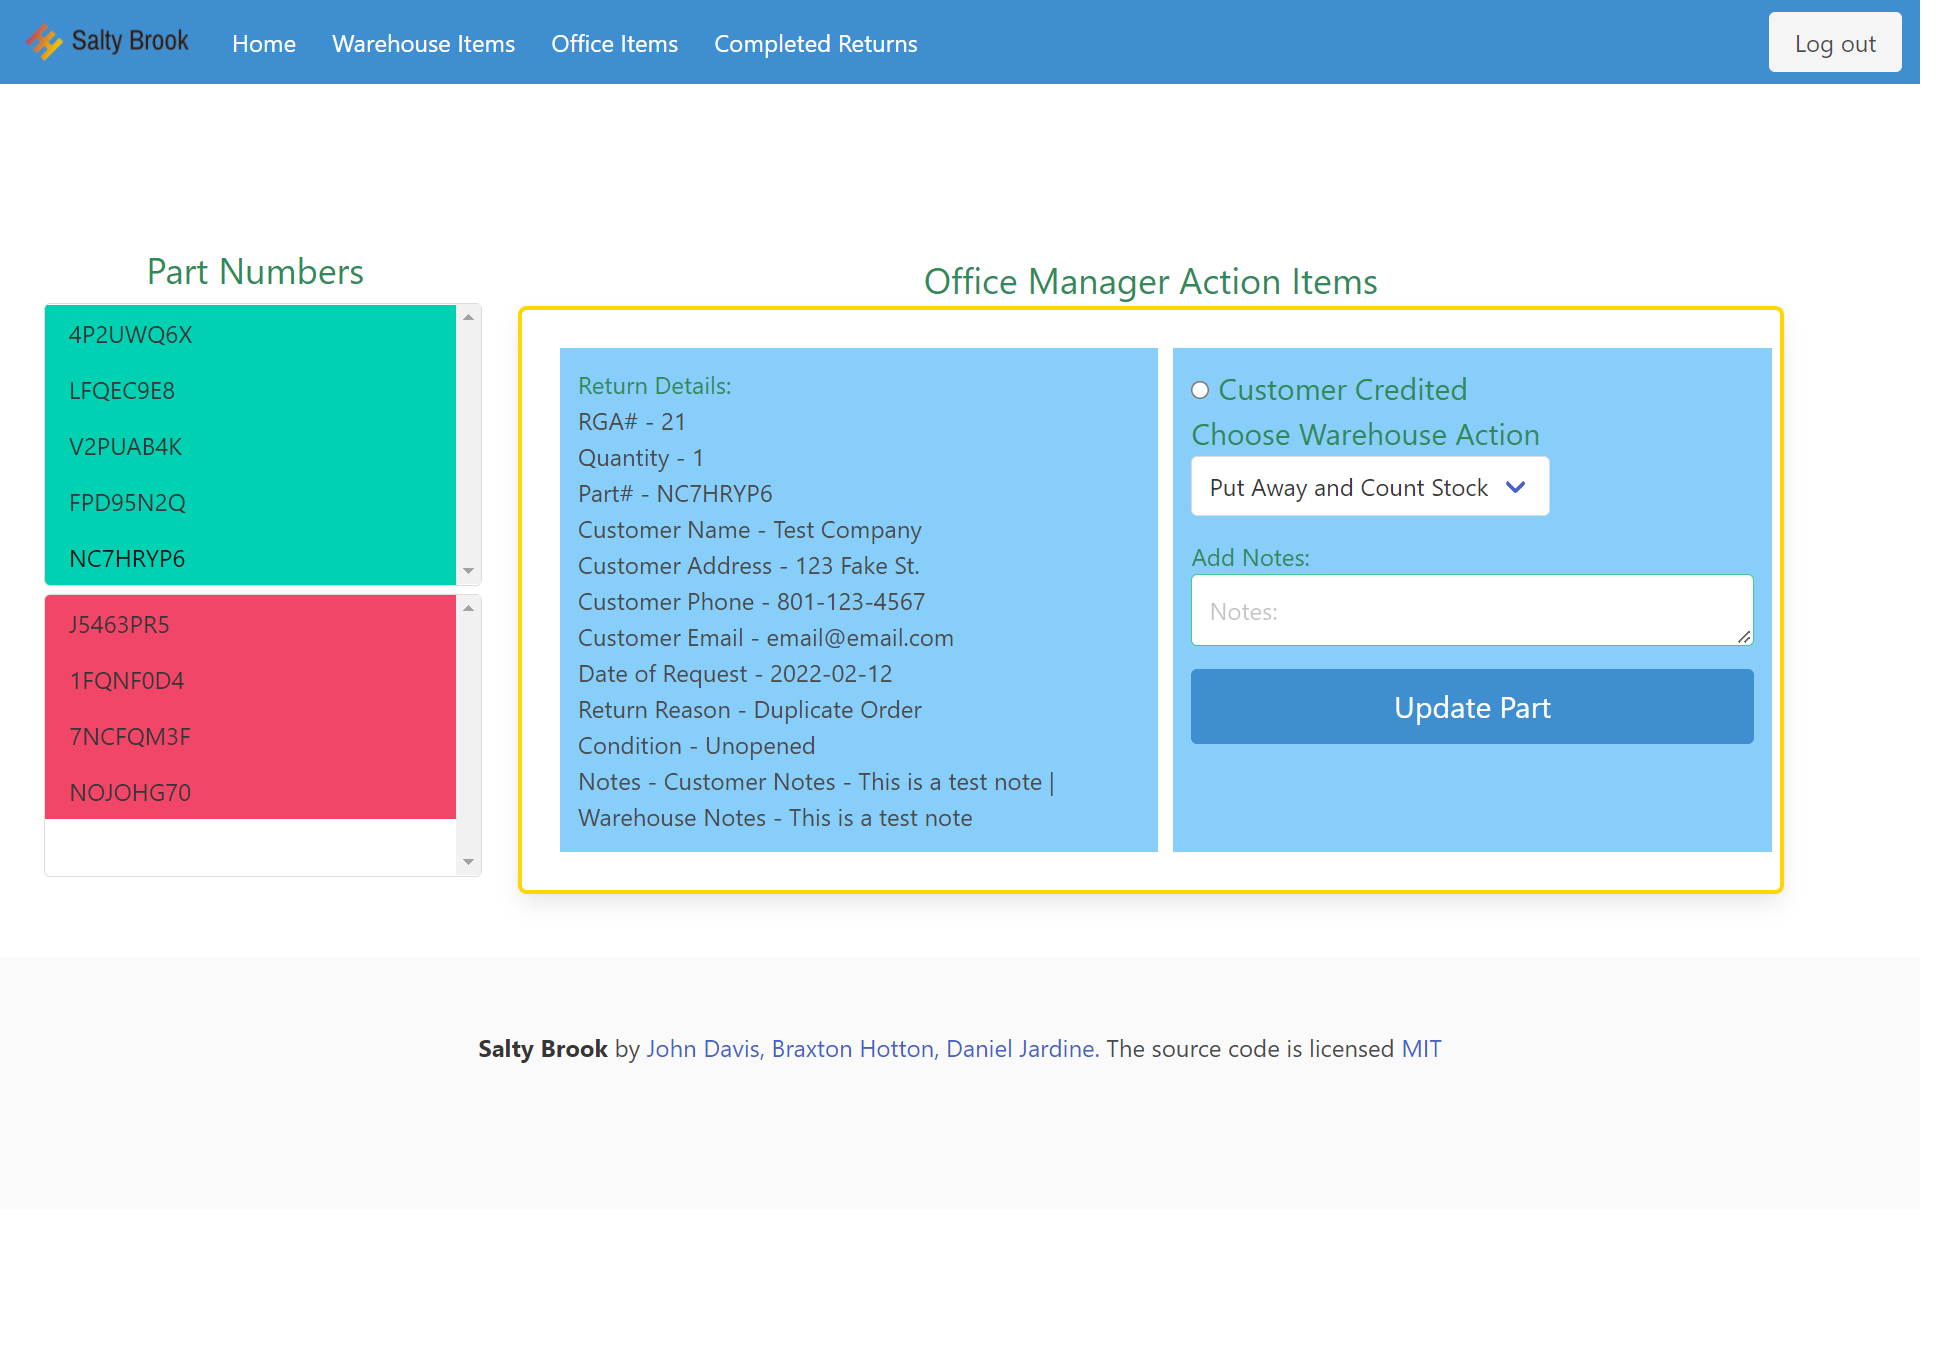 Salty Brook
Home
Warehouse Items
Office Items
Completed Returns
Log out
Part Numbers
4P2UWQ6X
LFQEC9E8
V2PUAB4K
FPD95N2Q
NC7HRYP6
J5463PR5
1FQNF0D4
7NCFQM3F
NOJOHG70
Office Manager Action Items
Return Details:
RGA# - 21
Quantity - 1
Part# - NC7HRYP6
Customer Name - Test Company
Customer Address - 123 Fake St.
Customer Phone - 801-123-4567
Customer Email - email@email.com
Date of Request - 2022-02-12
Return Reason - Duplicate Order
Condition - Unopened
Notes - Customer Notes - This is a test note |
Warehouse Notes - This is a test note
Customer Credited
Choose Warehouse Action
Put Away and Count Stock
Add Notes:
Notes:
Update Part
Salty Brook by John Davis, Braxton Hotton, Daniel Jardine. The source code is licensed MIT